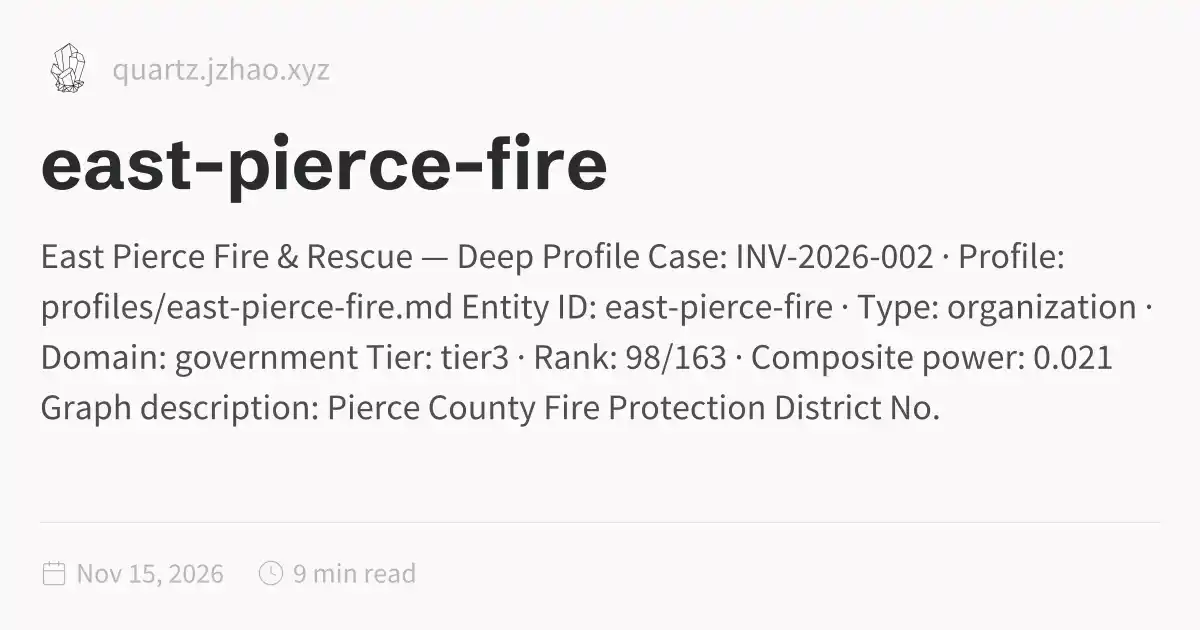 quartz.jzhao.xyz
east-pierce-fire
East Pierce Fire & Rescue — Deep Profile Case: INV-2026-002 · Profile:
profiles/east-pierce-fire.md Entity ID: east-pierce-fire · Type: organization ·
Domain: government Tier: tier3 · Rank: 98/163 · Composite power: 0.021
Graph description: Pierce County Fire Protection District No.
Nov 15, 2026 9 min read